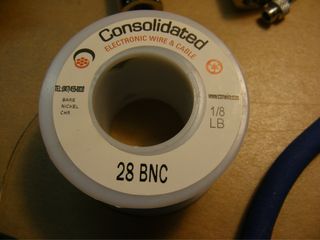 Consolidated
ELECTRONIC WIRE & CABLE
BARE
NICKEL
CHR
1/8
LB
28 BNC